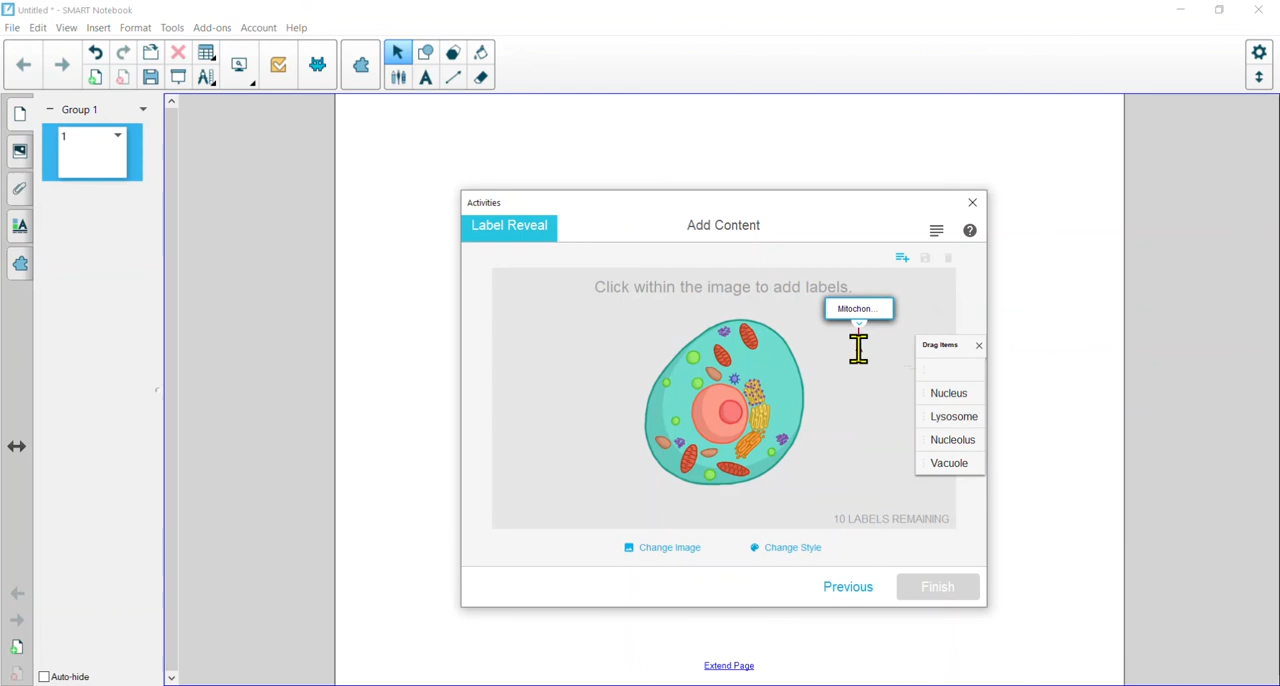 Untitled * - SMART Notebook
File Edit View Insert Format Tools Add-ons Account Help
Group 1
1
Activities
Label Reveal
Add Content
Click within the image to add labels.
Mitochon...
Drag Items
Nucleus
Lysosome
Nucleolus
Vacuole
10 LABELS REMAINING
Change Image
Change Style
Previous
Finish
Extend Page
Auto-hide